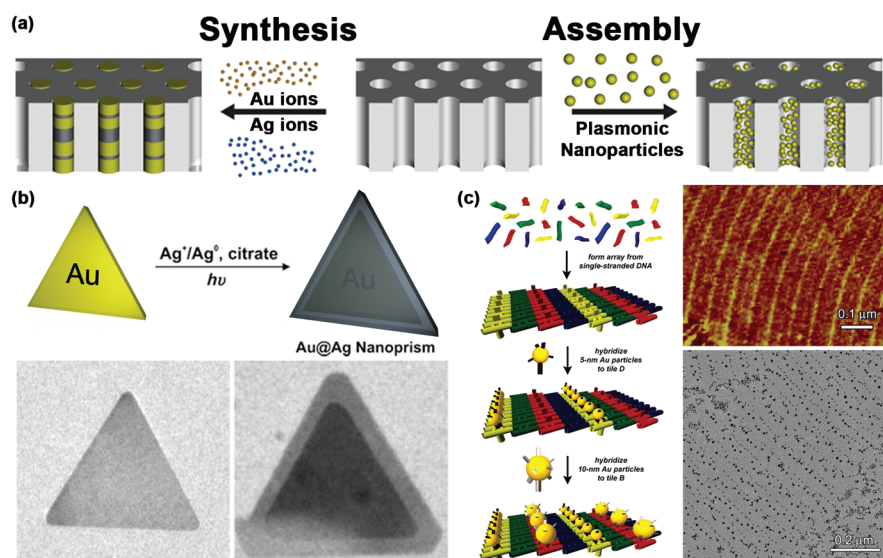 (a)
Synthesis
Assembly
Au ions
Ag ions
Plasmonic
Nanoparticles
(b)
Au
Ag⁺/Ag⁰, citrate
hυ
Au
Au@Ag Nanoprism
(c)
form array from
single-stranded DNA
hybridize
5-nm Au particles
to tile D
hybridize
10-nm Au particles
to tile B
0.1 μm
0.2 μm